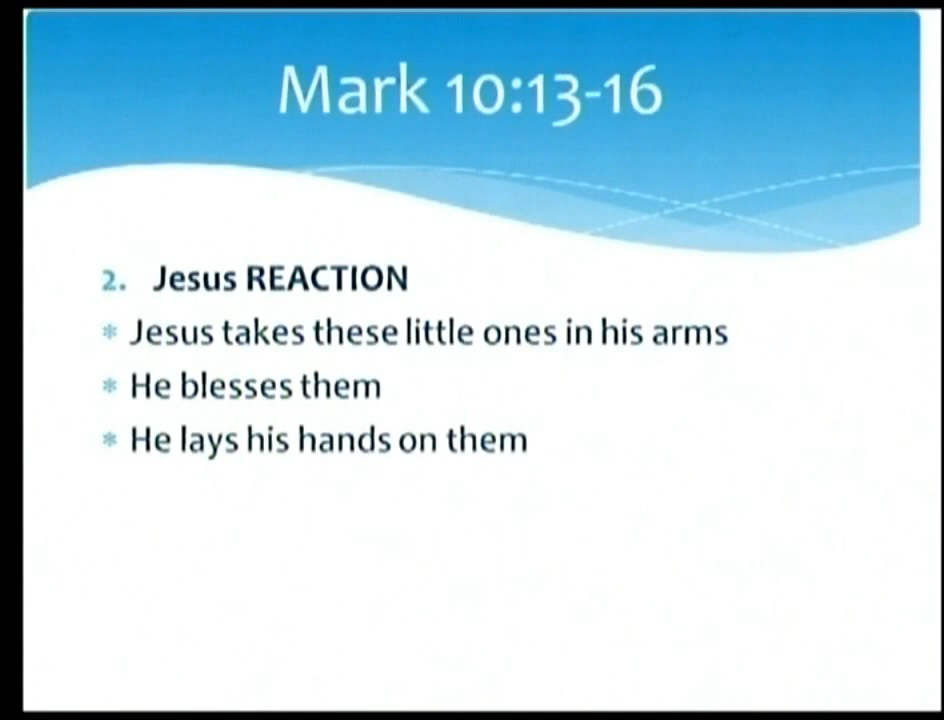 Mark 10:13-16
2. Jesus REACTION
* Jesus takes these little ones in his arms
* He blesses them
* He lays his hands on them